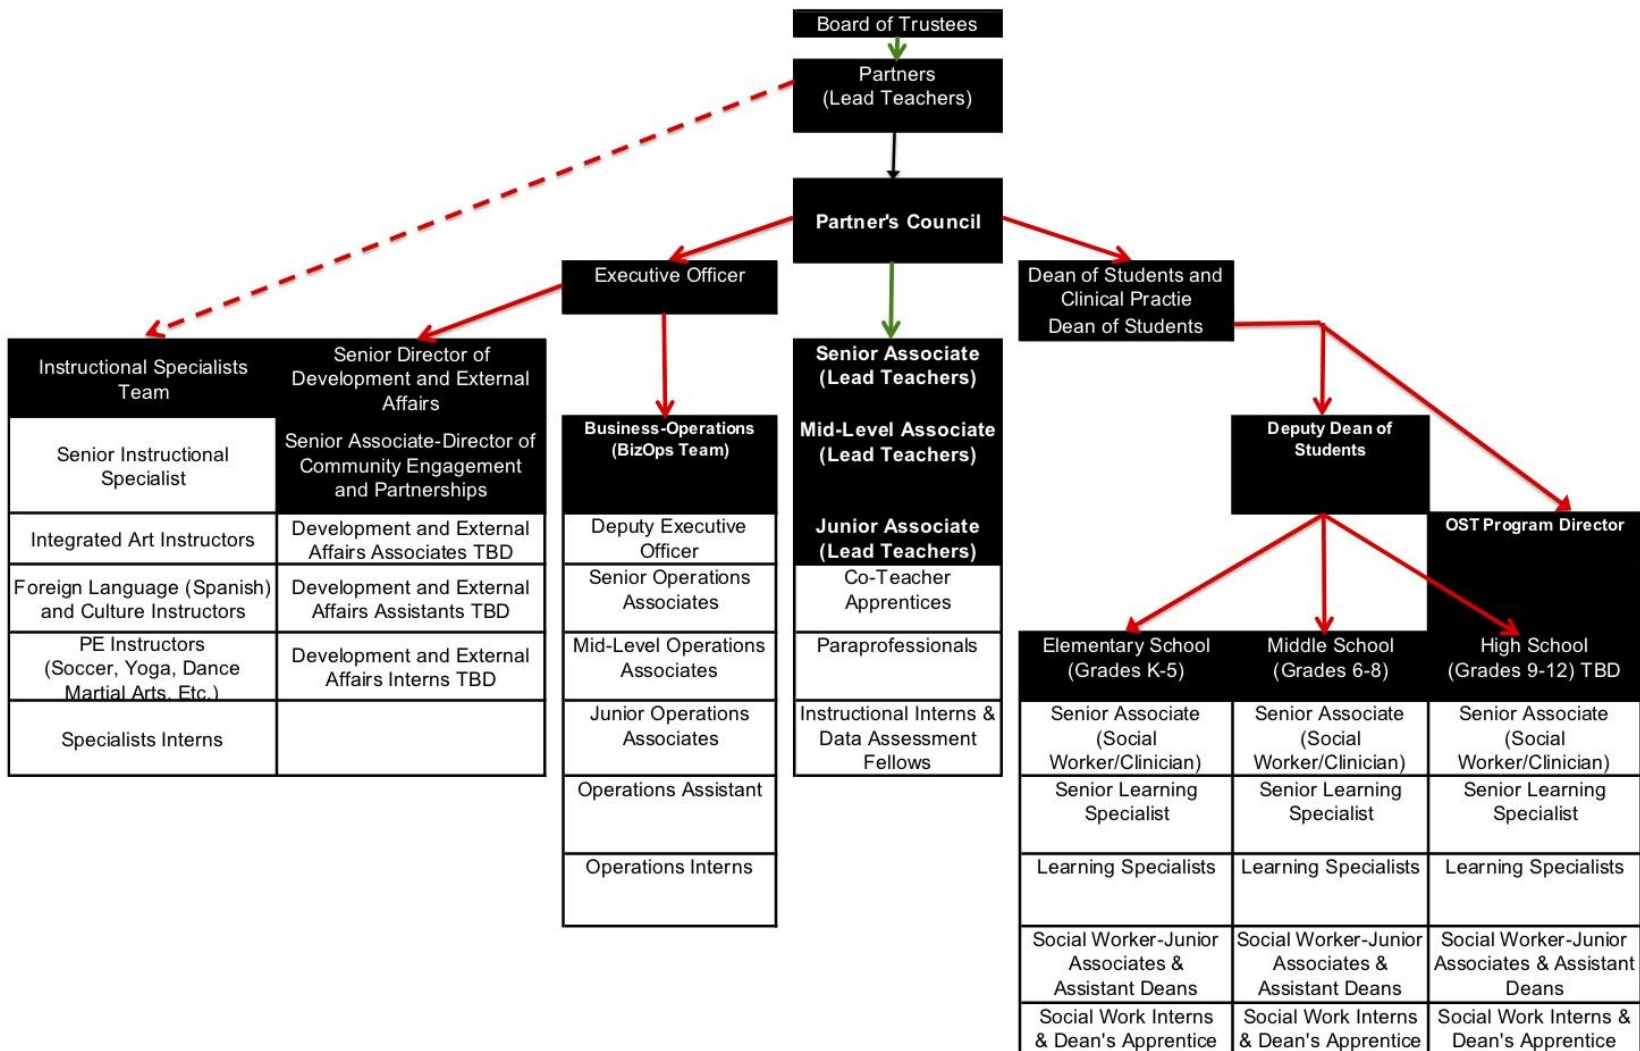 Board of Trustees
Partners
(Lead Teachers)
Partner's Council
Executive Officer
Dean of Students and
Clinical Practie
Dean of Students
Instructional Specialists
Team
Senior Instructional
Specialist
Integrated Art Instructors
Foreign Language (Spanish)
and Culture Instructors
PE Instructors
(Soccer, Yoga, Dance
Martial Arts, Etc.)
Specialists Interns
Senior Director of
Development and External
Affairs
Senior Associate-Director of
Community Engagement
and Partnerships
Development and External
Affairs Associates TBD
Development and External
Affairs Assistants TBD
Development and External
Affairs Interns TBD
Business-Operations
(BizOps Team)
Deputy Executive
Officer
Senior Operations
Associates
Mid-Level Operations
Associates
Junior Operations
Associates
Operations Assistant
Operations Interns
Senior Associate
(Lead Teachers)
Mid-Level Associate
(Lead Teachers)
Junior Associate
(Lead Teachers)
Co-Teacher
Apprentices
Paraprofessionals
Instructional Interns &
Data Assessment
Fellows
Deputy Dean of
Students
OST Program Director
Elementary School
(Grades K-5)
Senior Associate
(Social
Worker/Clinician)
Senior Learning
Specialist
Learning Specialists
Social Worker-Junior
Associates &
Assistant Deans
Social Work Interns
& Dean's Apprentice
Middle School
(Grades 6-8)
Senior Associate
(Social
Worker/Clinician)
Senior Learning
Specialist
Learning Specialists
Social Worker-Junior
Associates &
Assistant Deans
Social Work Interns
& Dean's Apprentice
High School
(Grades 9-12) TBD
Senior Associate
(Social
Worker/Clinician)
Senior Learning
Specialist
Learning Specialists
Social Worker-Junior
Associates & Assistant
Deans
Social Work Interns &
Dean's Apprentice